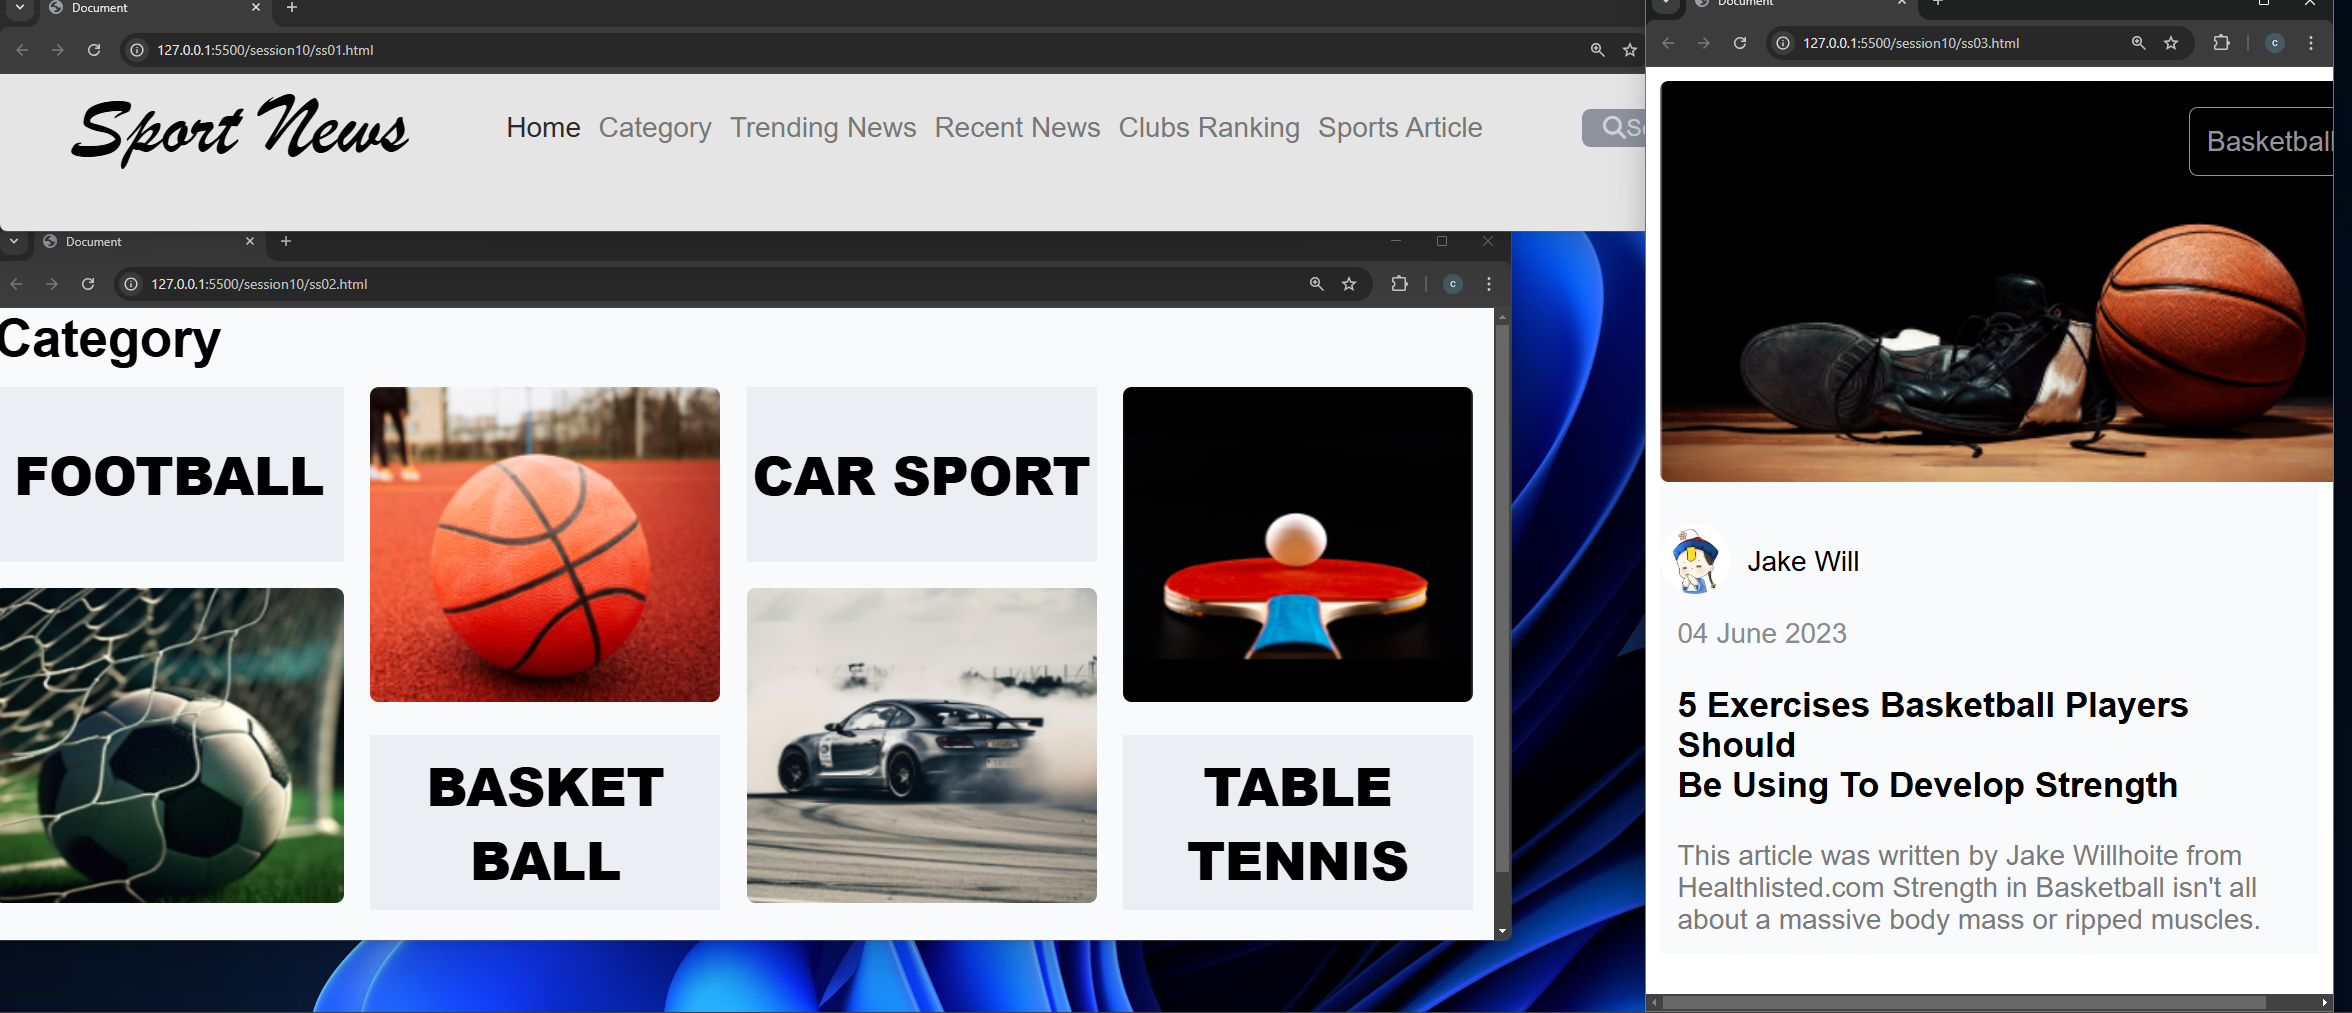 Document
127.0.0.1:5500/session10/ss01.html
Sport News
Home Category Trending News Recent News Clubs Ranking Sports Article
Document
127.0.0.1:5500/session10/ss02.html
c
Category
FOOTBALL
CAR SPORT
BASKET
BALL
TABLE
TENNIS
Document
127.0.0.1:5500/session10/ss03.html
c
Basketball
Jake Will
04 June 2023
5 Exercises Basketball Players
Should
Be Using To Develop Strength
This article was written by Jake Willhoite from
Healthlisted.com Strength in Basketball isn't all
about a massive body mass or ripped muscles.